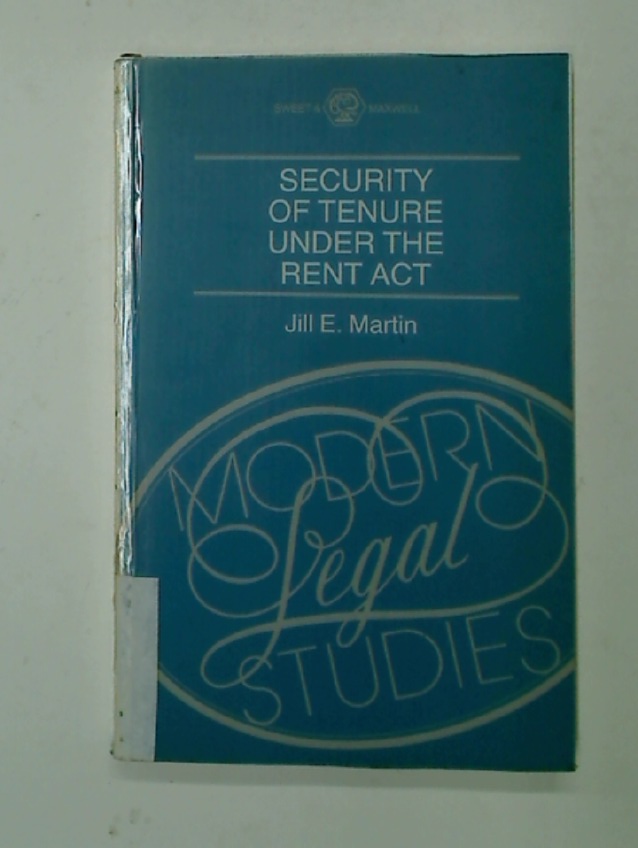 SWEET & MAXWELL
SECURITY
OF TENURE
UNDER THE
RENT ACT
Jill E. Martin
MODERN
Legal
STUDIES